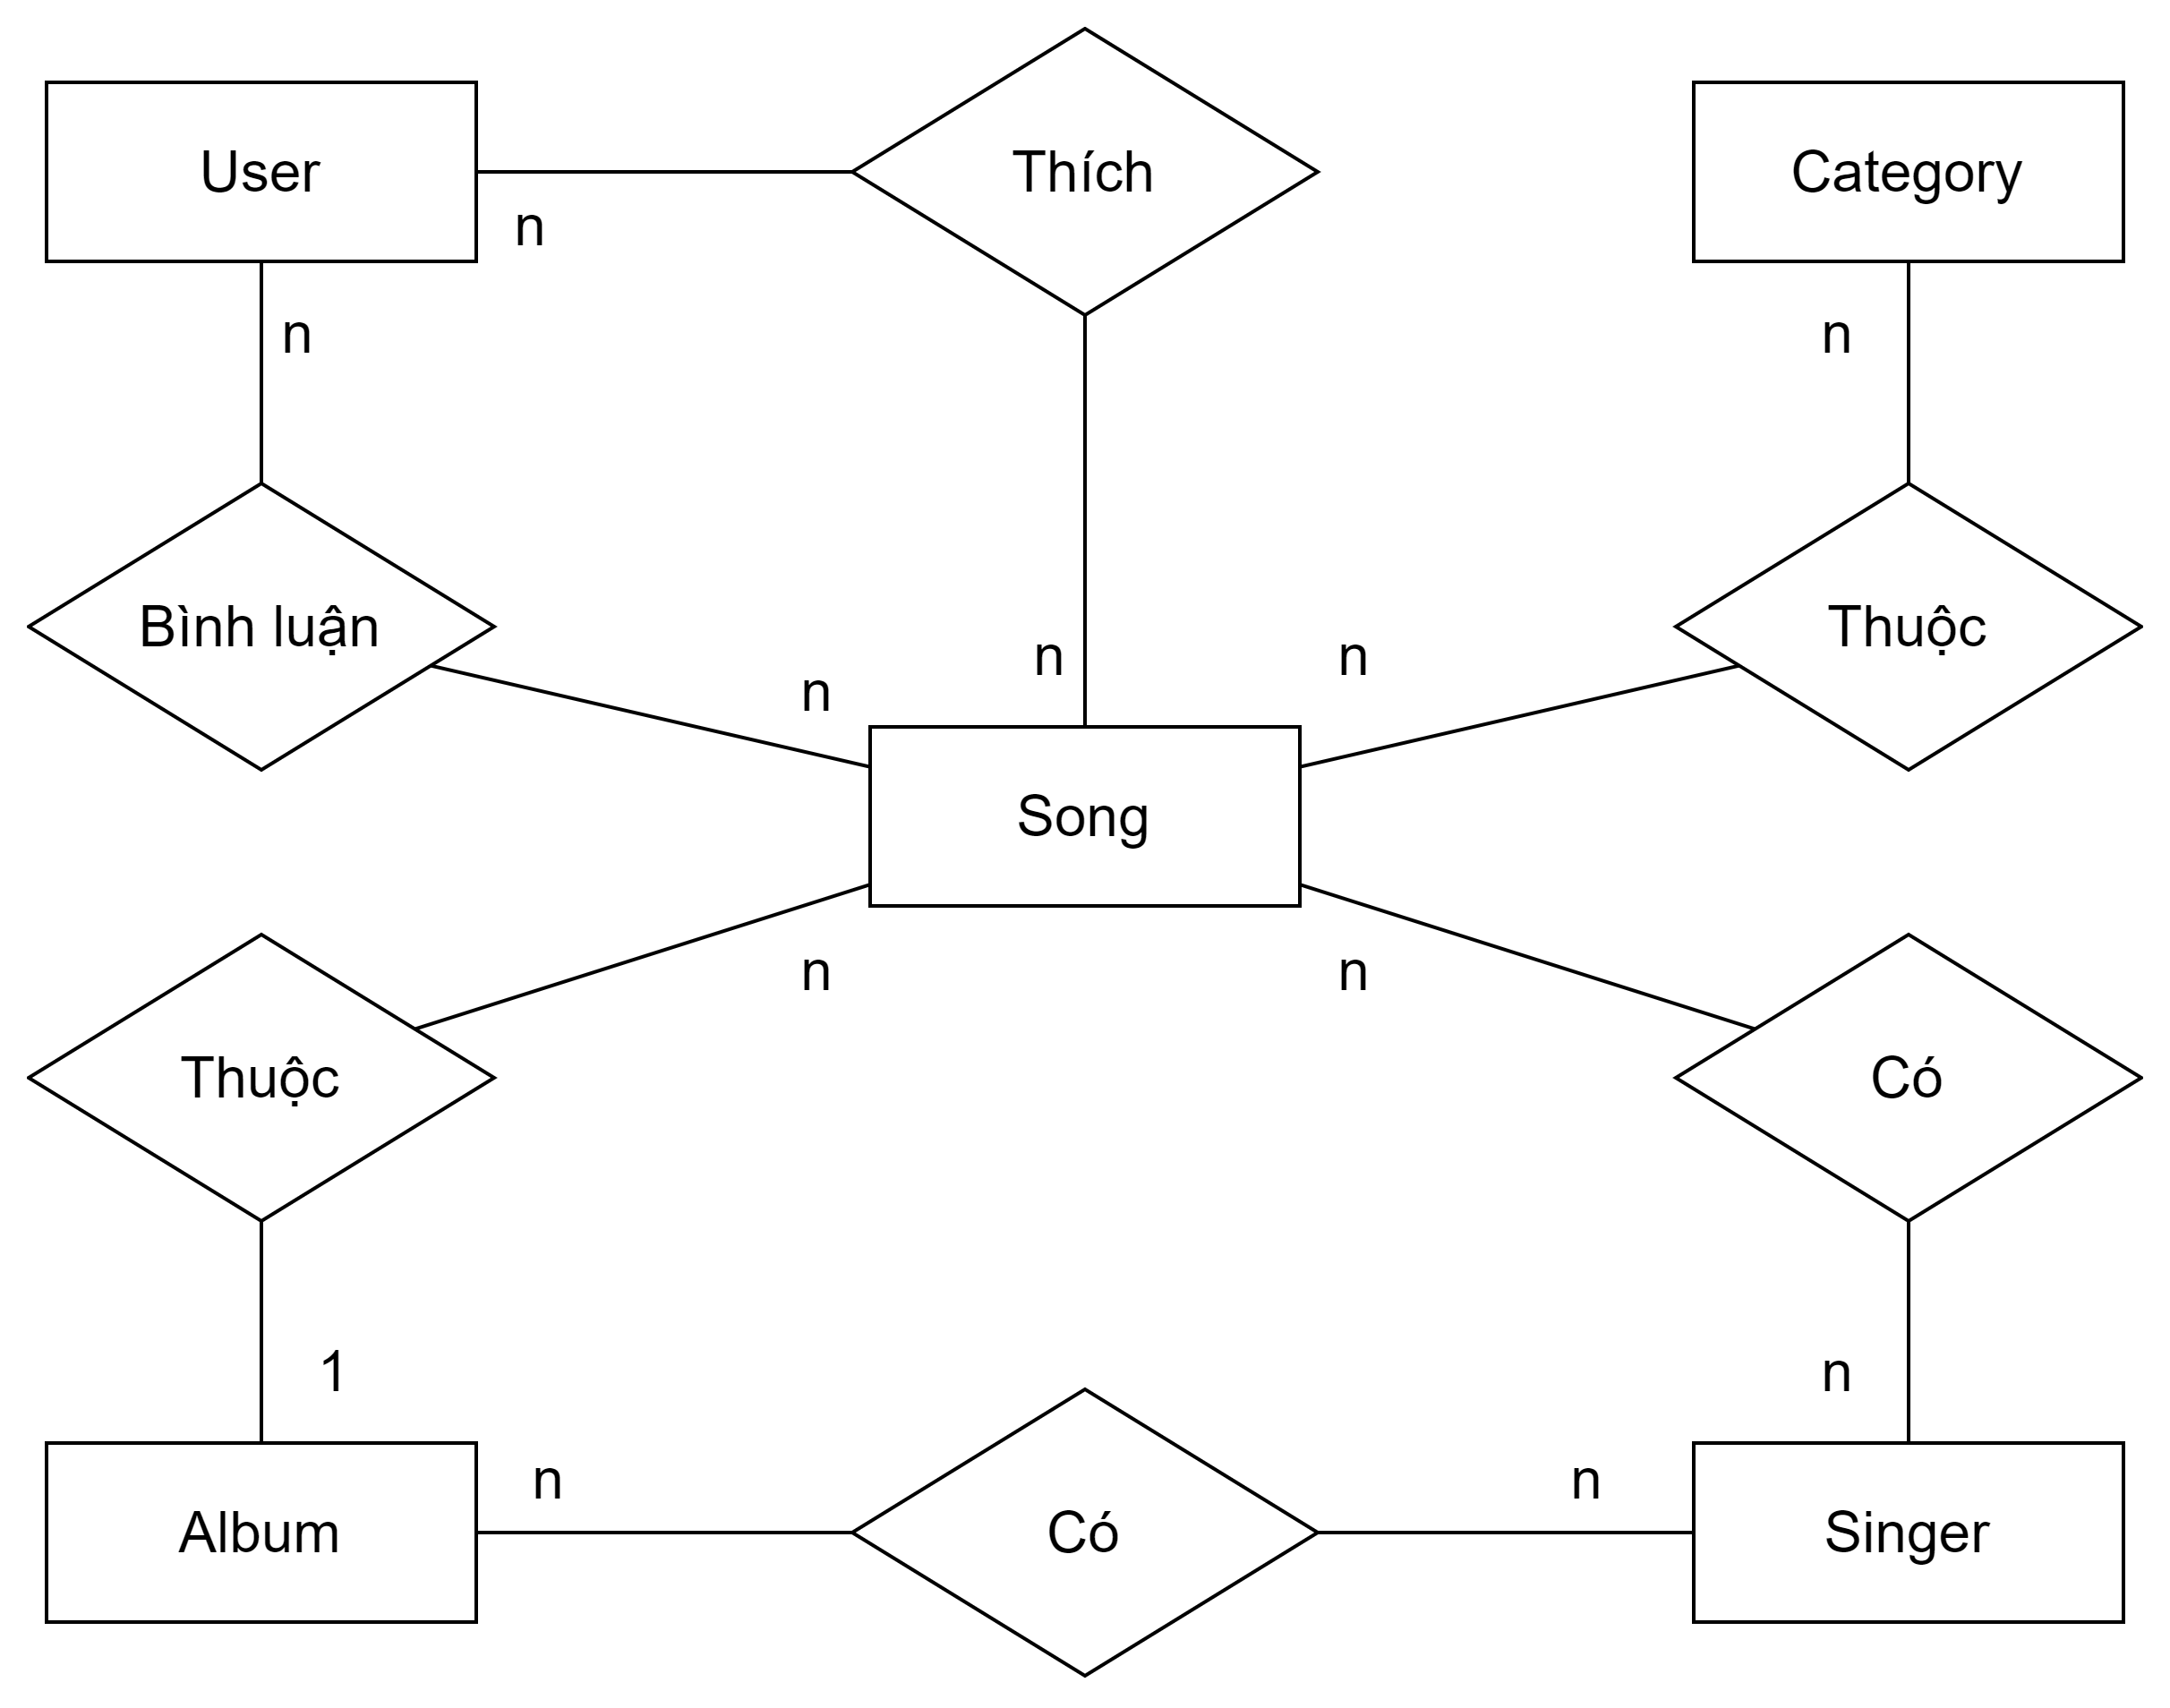 User
Thích
Category
n
n
n
Bình luận
Thuộc
n
n
n
Song
n
n
Thuộc
Có
1
n
n
n
Album
Có
Singer